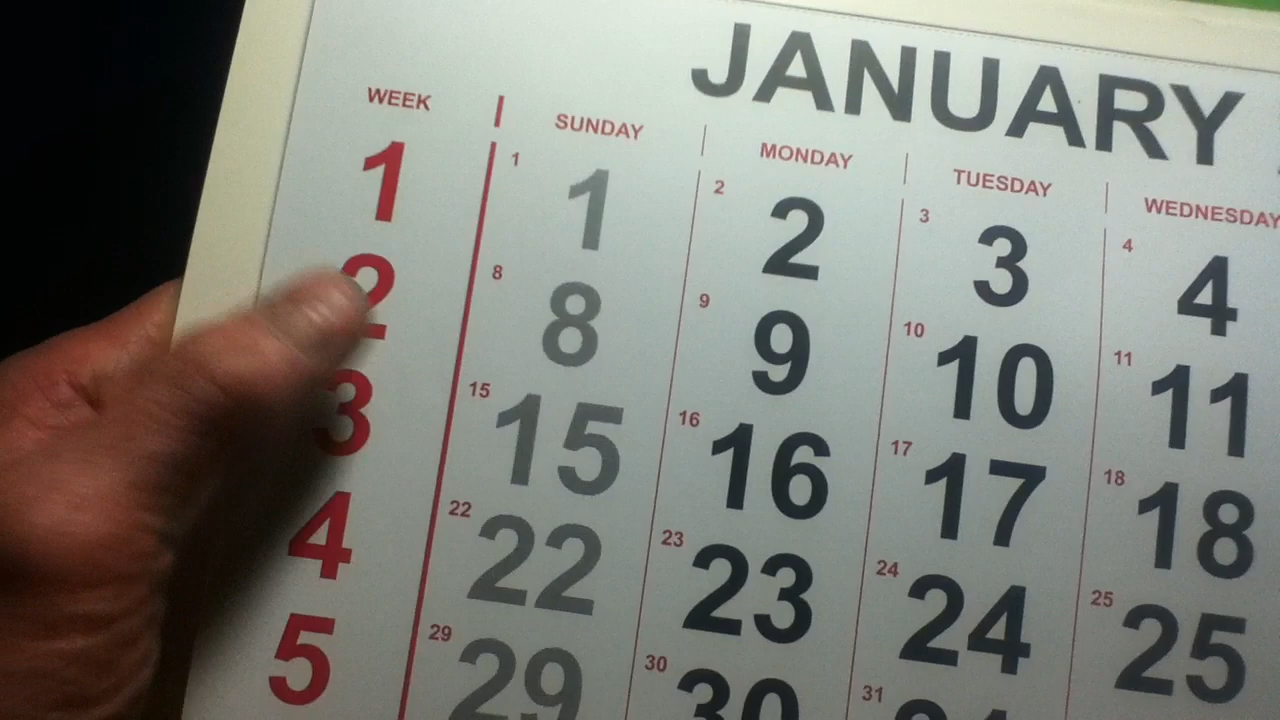 JANUARY
WEEK SUNDAY MONDAY TUESDAY WEDNESDAY
1 1 1 2 2 3 3 4 4
2 8 8 9 9 10 10 11 11
3 15 15 16 16 17 17 18 18
4 22 22 23 23 24 24 25 25
5 29 29 30 30 31 31